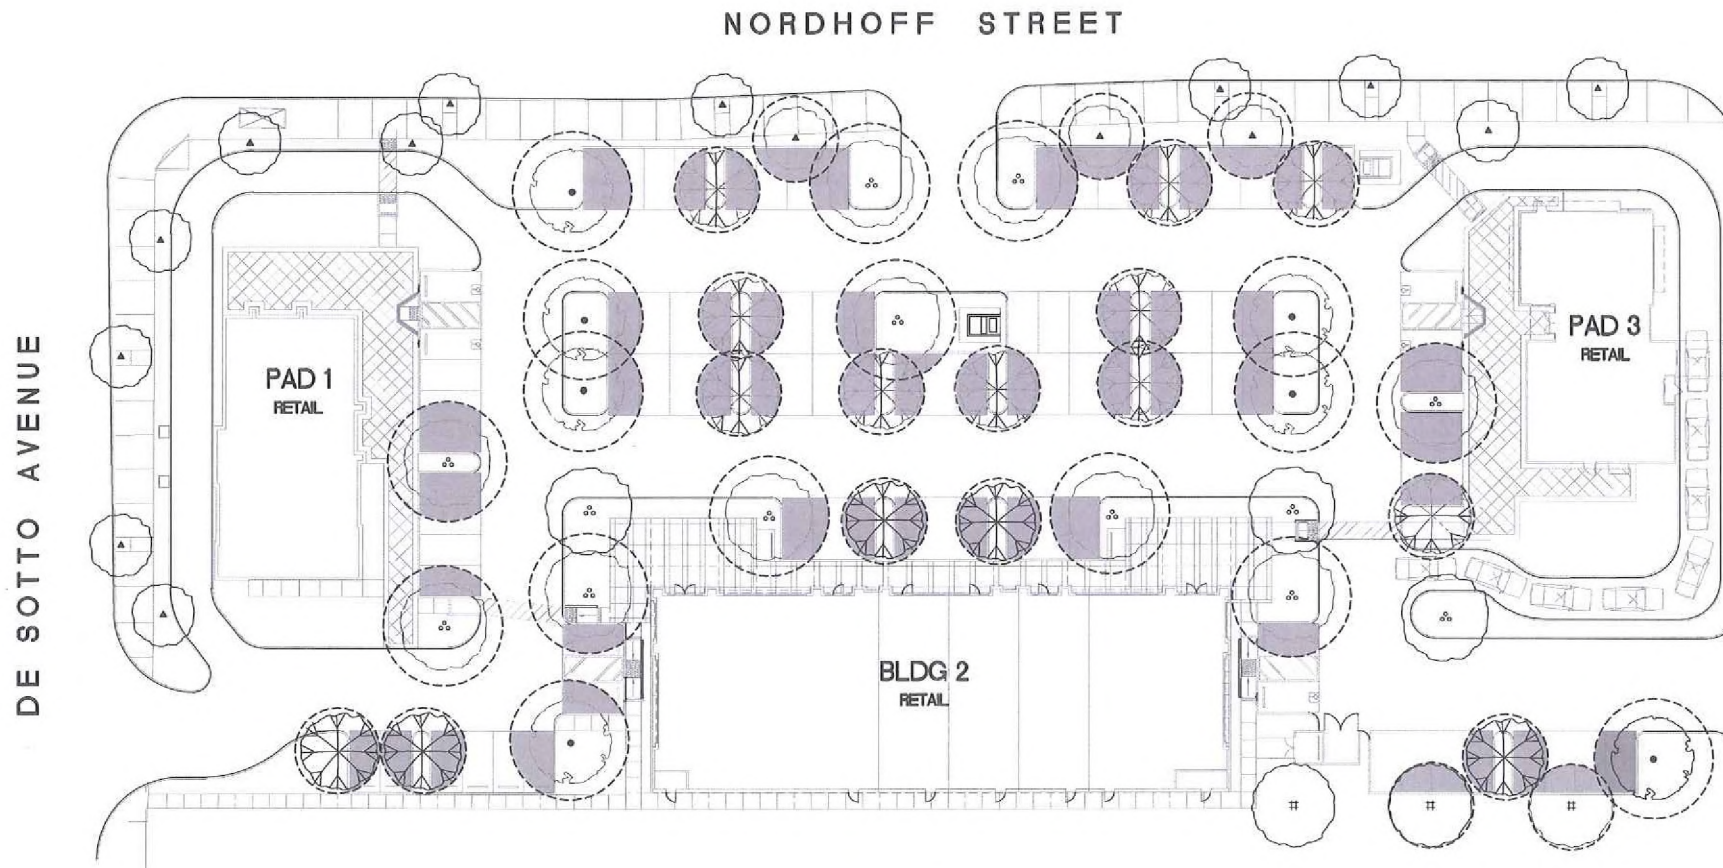 NORDHOFF STREET
DE SOTTO AVENUE
PAD 1
RETAIL
PAD 3
RETAIL
BLDG 2
RETAIL